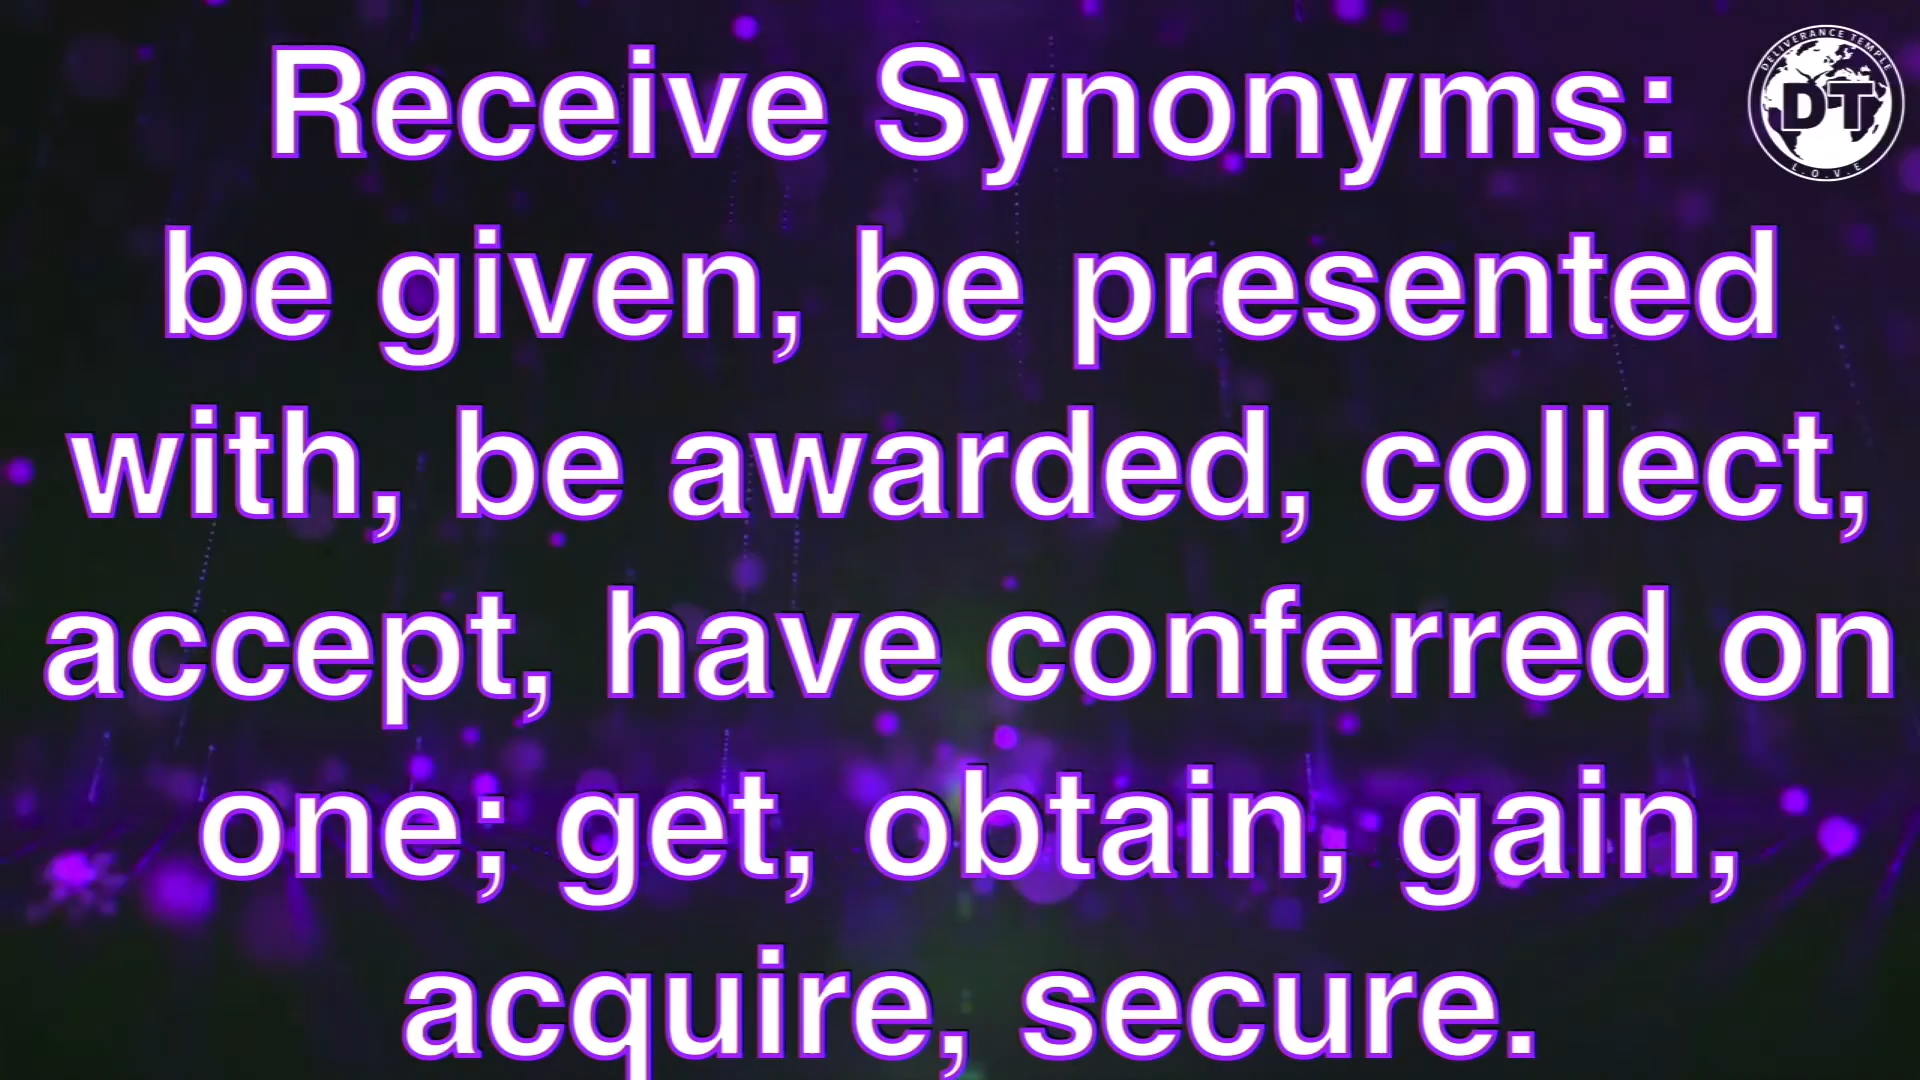 Receive Synonyms:
be given, be presented
with, be awarded, collect,
accept, have conferred on
one; get, obtain, gain,
acquire, secure.
DELIVERANCE TEMPLE
DT
L.O.V.E